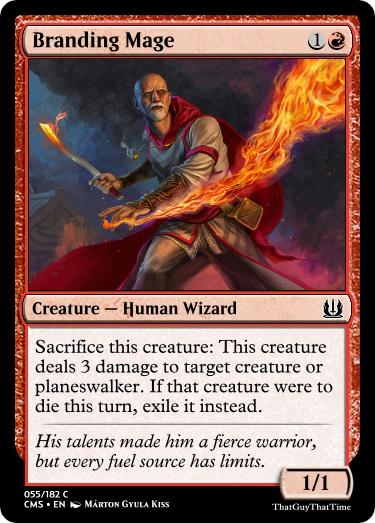 Branding Mage 1
Creature — Human Wizard
Sacrifice this creature: This creature
deals 3 damage to target creature or
planeswalker. If that creature were to
die this turn, exile it instead.
His talents made him a fierce warrior,
but every fuel source has limits.
1/1
055/182 C
CMS • EN MÁRTON GYULA KISS
ThatGuyThatTime